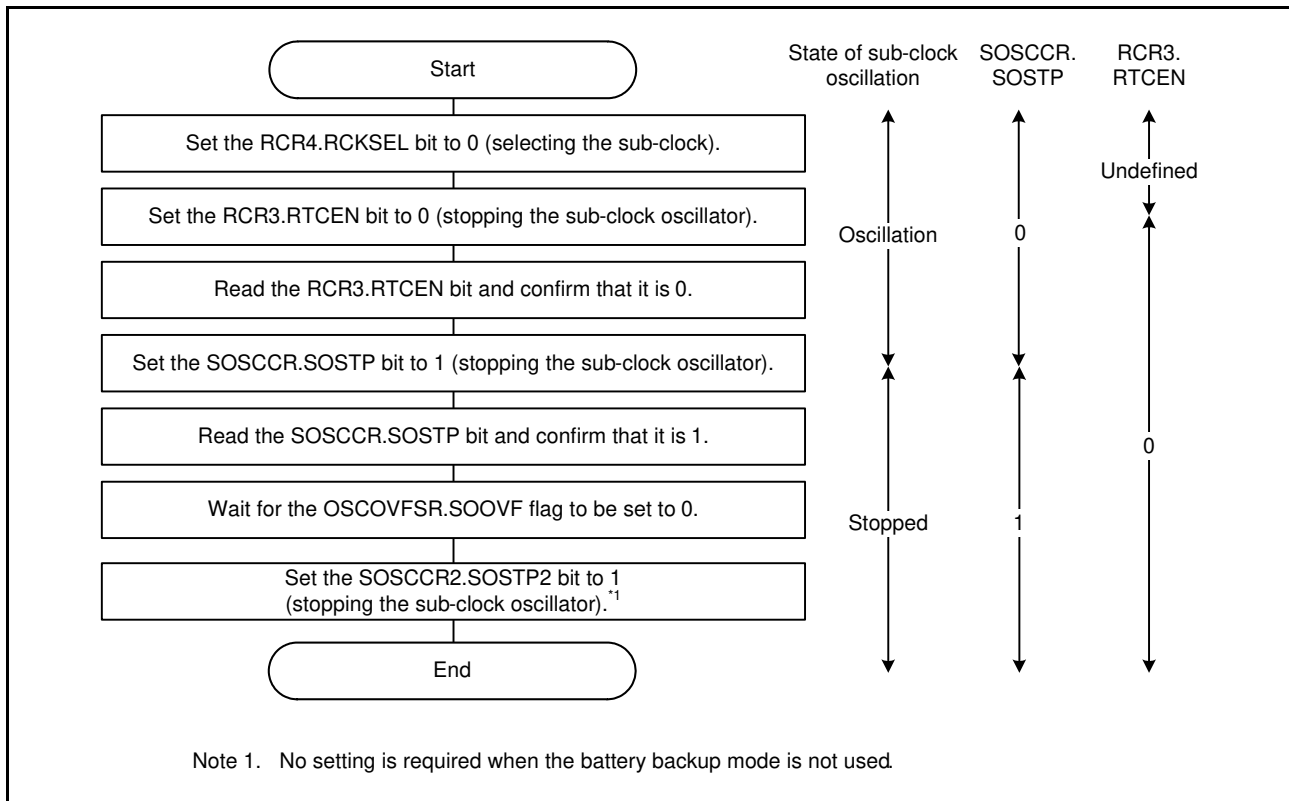 Start
State of sub-clock
oscillation
SOSCCR.
SOSTP
RCR3.
RTCEN
Set the RCR4.RCKSEL bit to 0 (selecting the sub-clock).
Undefined
Set the RCR3.RTCEN bit to 0 (stopping the sub-clock oscillator).
Oscillation
0
Read the RCR3.RTCEN bit and confirm that it is 0.
Set the SOSCCR.SOSTP bit to 1 (stopping the sub-clock oscillator).
Read the SOSCCR.SOSTP bit and confirm that it is 1.
0
Wait for the OSCOVFSR.SOOVF flag to be set to 0.
Stopped
1
Set the SOSCCR2.SOSTP2 bit to 1
(stopping the sub-clock oscillator).*1
End
Note 1. No setting is required when the battery backup mode is not used.